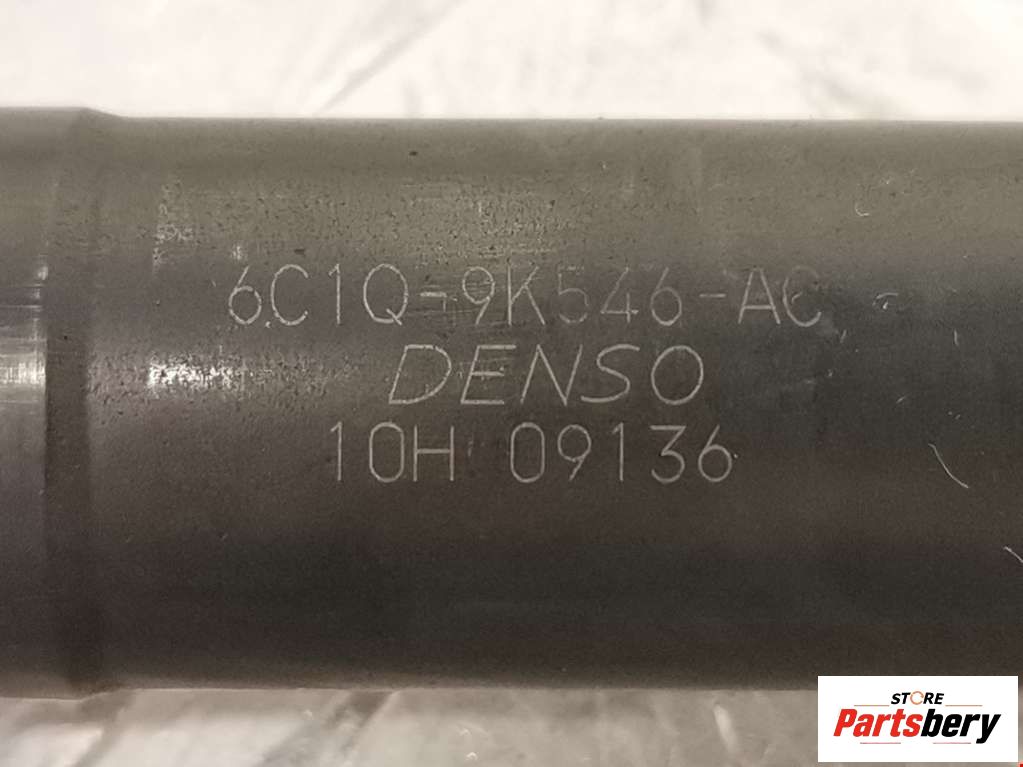 6C1Q-9K546-AC
DENSO
10H 09136
STORE
Partsbery